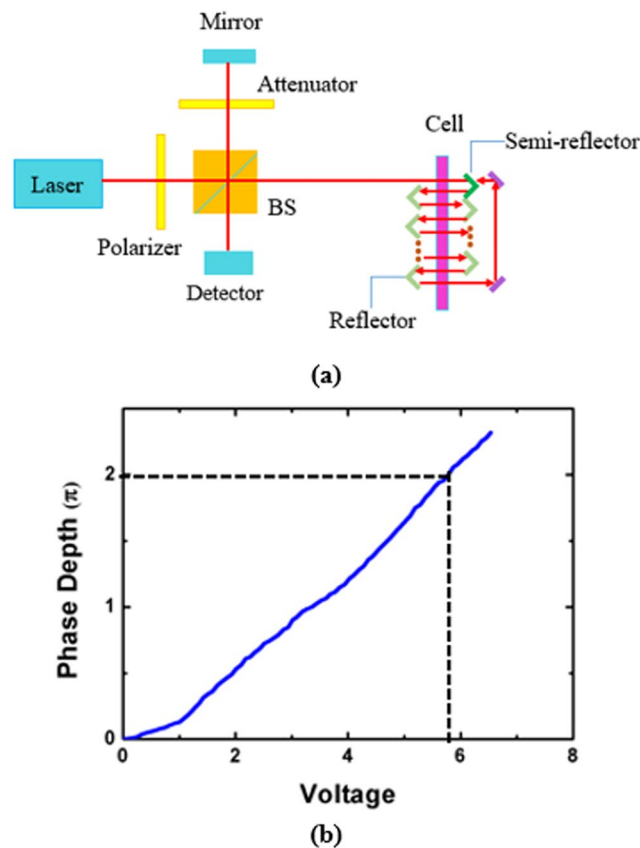 Mirror
Attenuator
Cell
Semi-reflector
Laser
BS
Polarizer
Detector
Reflector
(a)
Phase Depth (π)
2
1
0
0 2 4 6 8
Voltage
(b)